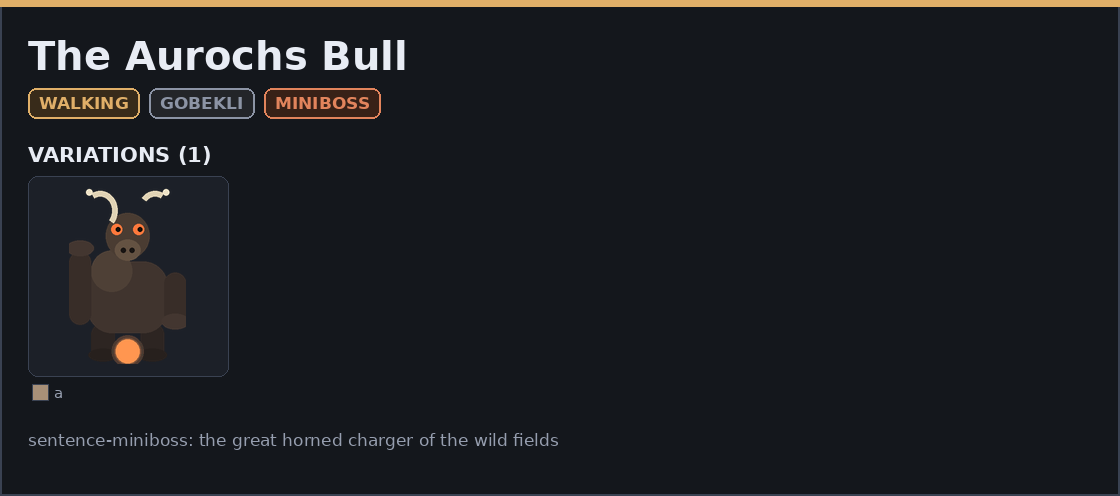 The Aurochs Bull
WALKING GOBEKLI MINIBOSS
VARIATIONS (1)
a
sentence-miniboss: the great horned charger of the wild fields